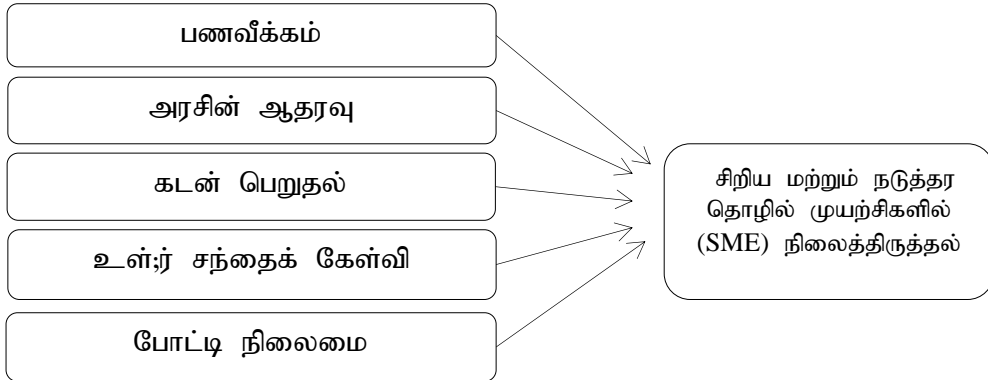 பணவீக்கம்
அரசின் ஆதரவு
கடன் பெறுதல்
உள்;ர் சந்தைக் கேள்வி
போட்டி நிலைமை
சிறிய மற்றும் நடுத்தர
தொழில் முயற்சிகளில்
(SME) நிலைத்திருத்தல்